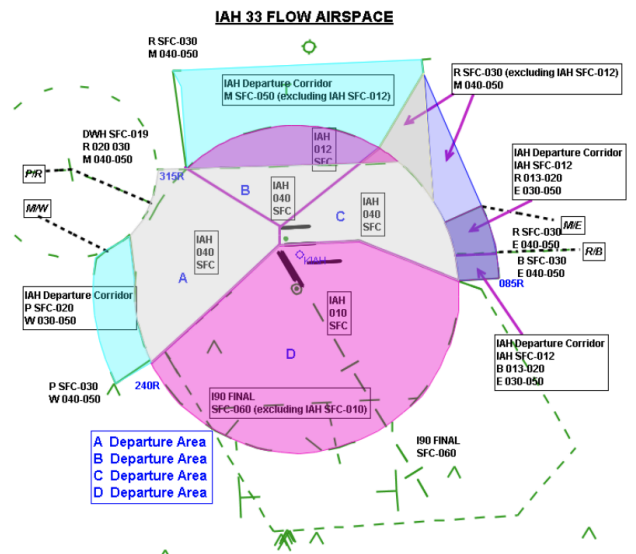 IAH 33 FLOW AIRSPACE
R SFC-030
M 040-050
IAH Departure Corridor
M SFC-050 (excluding IAH SFC-012)
R SFC-030 (excluding IAH SFC-012)
M 040-050
DWH SFC-019
R 020 030
M 040-050
IAH
012
SFC
IAH Departure Corridor
IAH SFC-012
R 013-020
E 030-050
P/R
315R
B
IAH
040
SFC
C
IAH
040
SFC
M/W
M/E
IAH
040
SFC
R SFC-030
E 040-050
R/B
B SFC-030
E 040-050
KIAH
A
085R
IAH Departure Corridor
P SFC-020
W 030-050
IAH
010
SFC
IAH Departure Corridor
IAH SFC-012
B 013-020
E 030-050
D
P SFC-030
W 040-050
240R
I90 FINAL
SFC-060 (excluding IAH SFC-010)
I90 FINAL
SFC-060
A Departure Area
B Departure Area
C Departure Area
D Departure Area